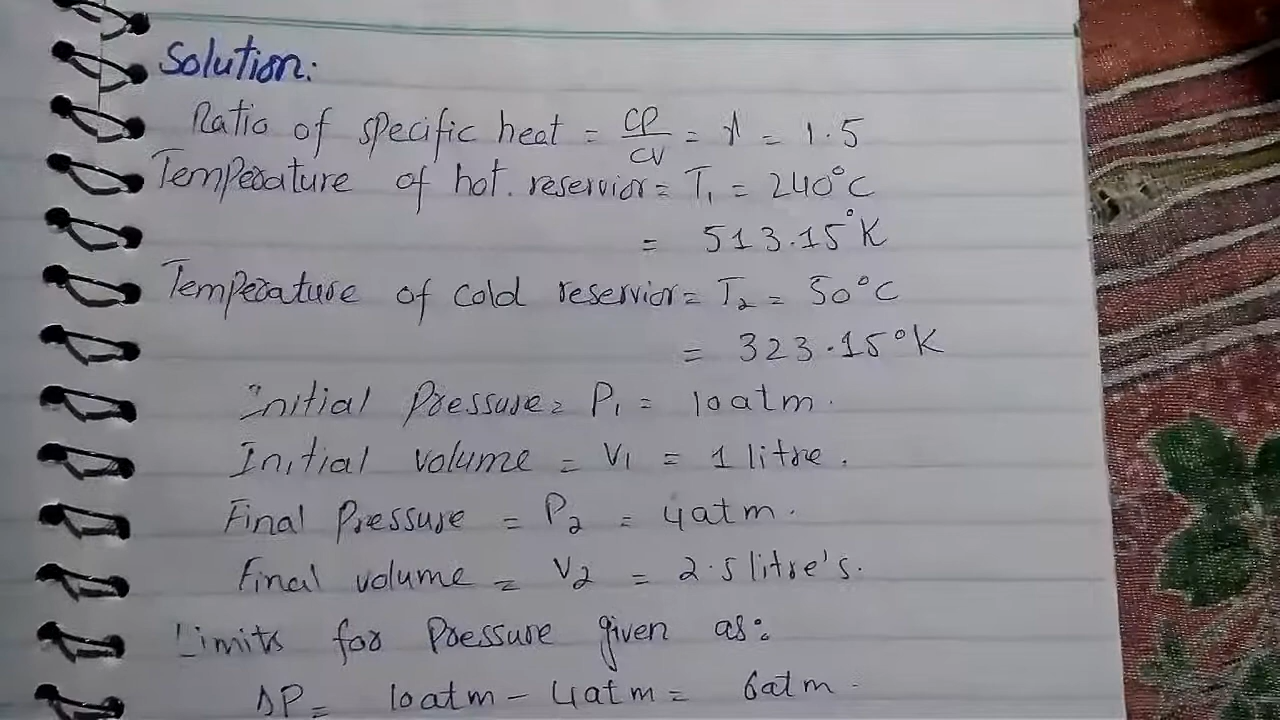 Solution:
Ratio of specific heat = CP/CV = γ = 1.5
Temperature of hot. reservior = T₁ = 240°C
= 513.15°K
Temperature of cold reservior = T₂ = 50°C
= 323.15°K
Initial Pressure = P₁ = 10atm.
Initial volume = V₁ = 1 litre.
Final Pressure = P₂ = 4atm.
Final volume = V₂ = 2.5 litre's.
Limits for Pressure given as:
ΔP = 10atm - 4atm = 6atm.